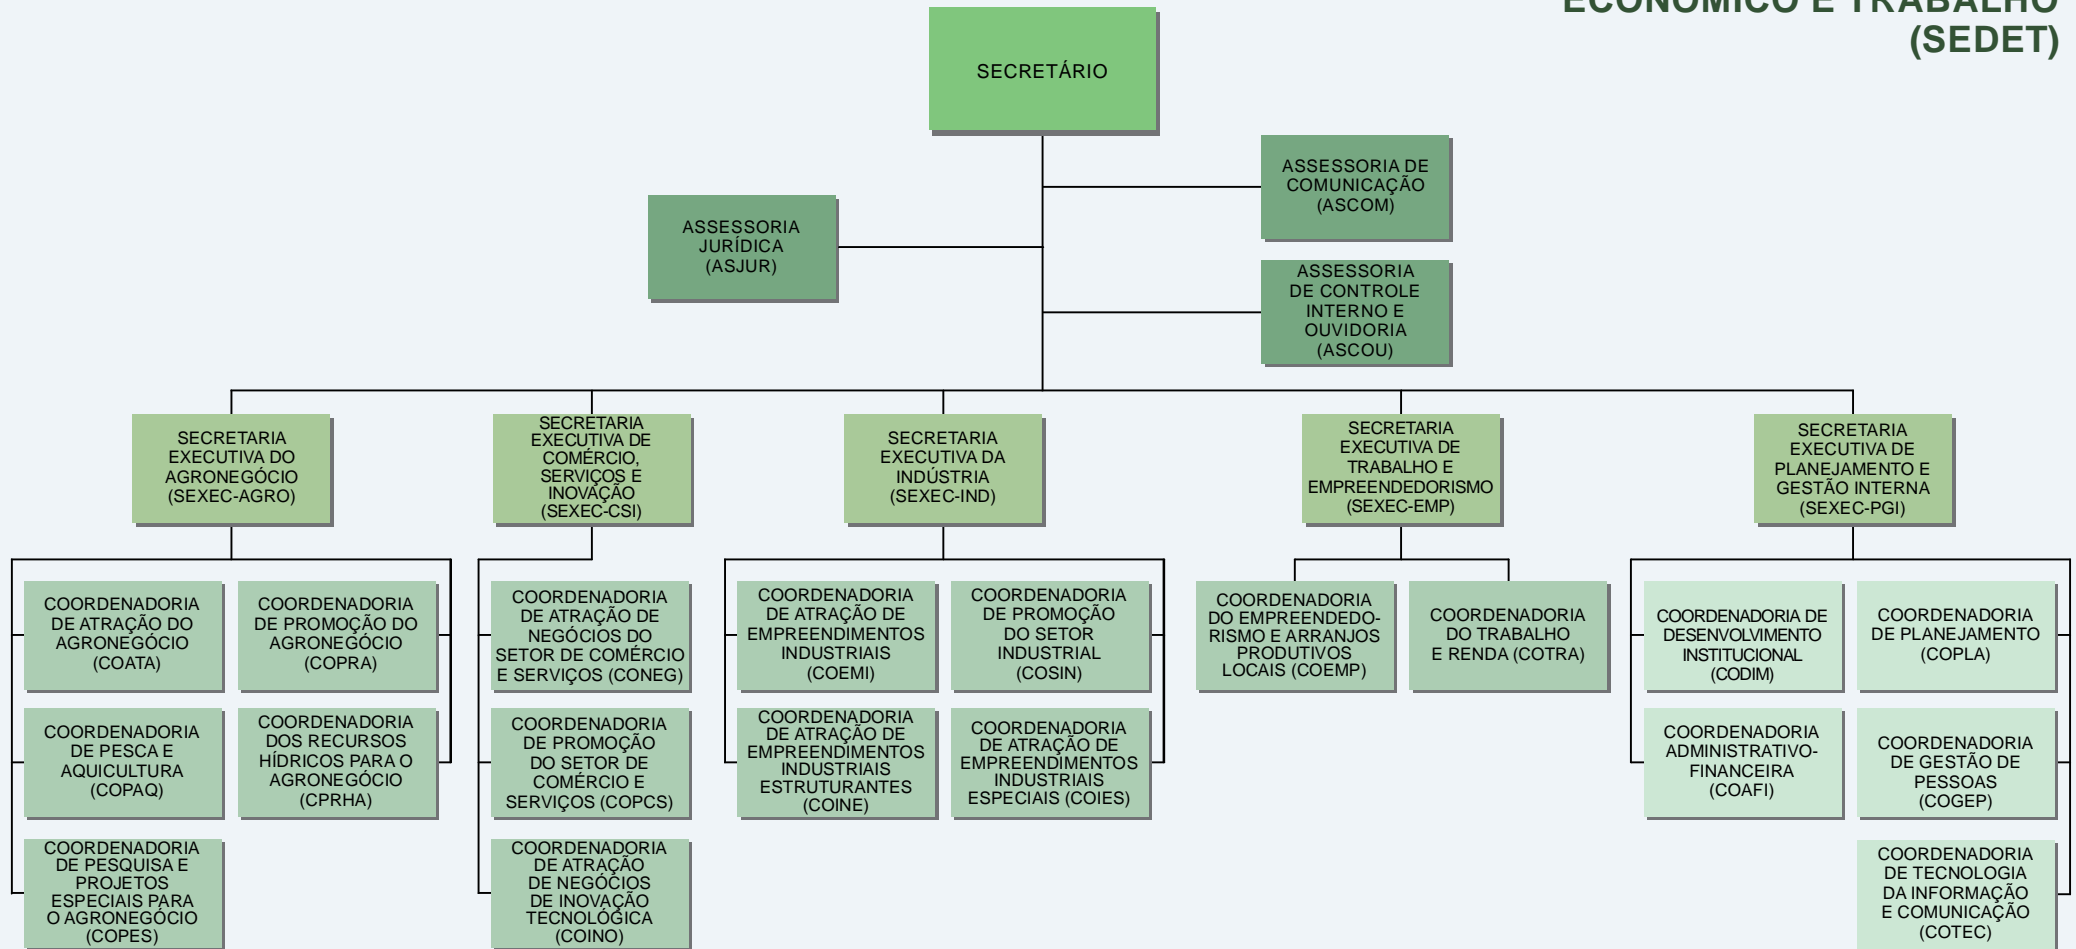 ECONÔMICO E TRABALHO
(SEDET)
SECRETÁRIO
ASSESSORIA DE
COMUNICAÇÃO
(ASCOM)
ASSESSORIA
JURÍDICA
(ASJUR)
ASSESSORIA
DE CONTROLE
INTERNO E
OUVIDORIA
(ASCOU)
SECRETARIA
EXECUTIVA DO
AGRONEGÓCIO
(SEXEC-AGRO)
SECRETARIA
EXECUTIVA DE
COMÉRCIO,
SERVIÇOS E
INOVAÇÃO
(SEXEC-CSI)
SECRETARIA
EXECUTIVA DA
INDÚSTRIA
(SEXEC-IND)
SECRETARIA
EXECUTIVA DE
TRABALHO E
EMPREENDEDORISMO
(SEXEC-EMP)
SECRETARIA
EXECUTIVA DE
PLANEJAMENTO E
GESTÃO INTERNA
(SEXEC-PGI)
COORDENADORIA
DE ATRAÇÃO DO
AGRONEGÓCIO
(COATA)
COORDENADORIA
DE PROMOÇÃO DO
AGRONEGÓCIO
(COPRA)
COORDENADORIA
DE PESCA E
AQUICULTURA
(COPAQ)
COORDENADORIA
DOS RECURSOS
HÍDRICOS PARA O
AGRONEGÓCIO
(CPRHA)
COORDENADORIA
DE PESQUISA E
PROJETOS
ESPECIAIS PARA
O AGRONEGÓCIO
(COPES)
COORDENADORIA
DE ATRAÇÃO DE
NEGÓCIOS DO
SETOR DE COMÉRCIO
E SERVIÇOS (CONEG)
COORDENADORIA
DE PROMOÇÃO
DO SETOR DE
COMÉRCIO E
SERVIÇOS (COPCS)
COORDENADORIA
DE ATRAÇÃO
DE NEGÓCIOS
DE INOVAÇÃO
TECNOLÓGICA
(COINO)
COORDENADORIA
DE ATRAÇÃO DE
EMPREENDIMENTOS
INDUSTRIAIS
(COEMI)
COORDENADORIA
DE PROMOÇÃO
DO SETOR
INDUSTRIAL
(COSIN)
COORDENADORIA
DE ATRAÇÃO DE
EMPREENDIMENTOS
INDUSTRIAIS
ESTRUTURANTES
(COINE)
COORDENADORIA
DE ATRAÇÃO DE
EMPREENDIMENTOS
INDUSTRIAIS
ESPECIAIS (COIES)
COORDENADORIA
DO EMPREENDEDO-
RISMO E ARRANJOS
PRODUTIVOS
LOCAIS (COEMP)
COORDENADORIA
DO TRABALHO
E RENDA (COTRA)
COORDENADORIA DE
DESENVOLVIMENTO
INSTITUCIONAL
(CODIM)
COORDENADORIA
DE PLANEJAMENTO
(COPLA)
COORDENADORIA
ADMINISTRATIVO-
FINANCEIRA
(COAFI)
COORDENADORIA
DE GESTÃO DE
PESSOAS
(COGEP)
COORDENADORIA
DE TECNOLOGIA
DA INFORMAÇÃO
E COMUNICAÇÃO
(COTEC)